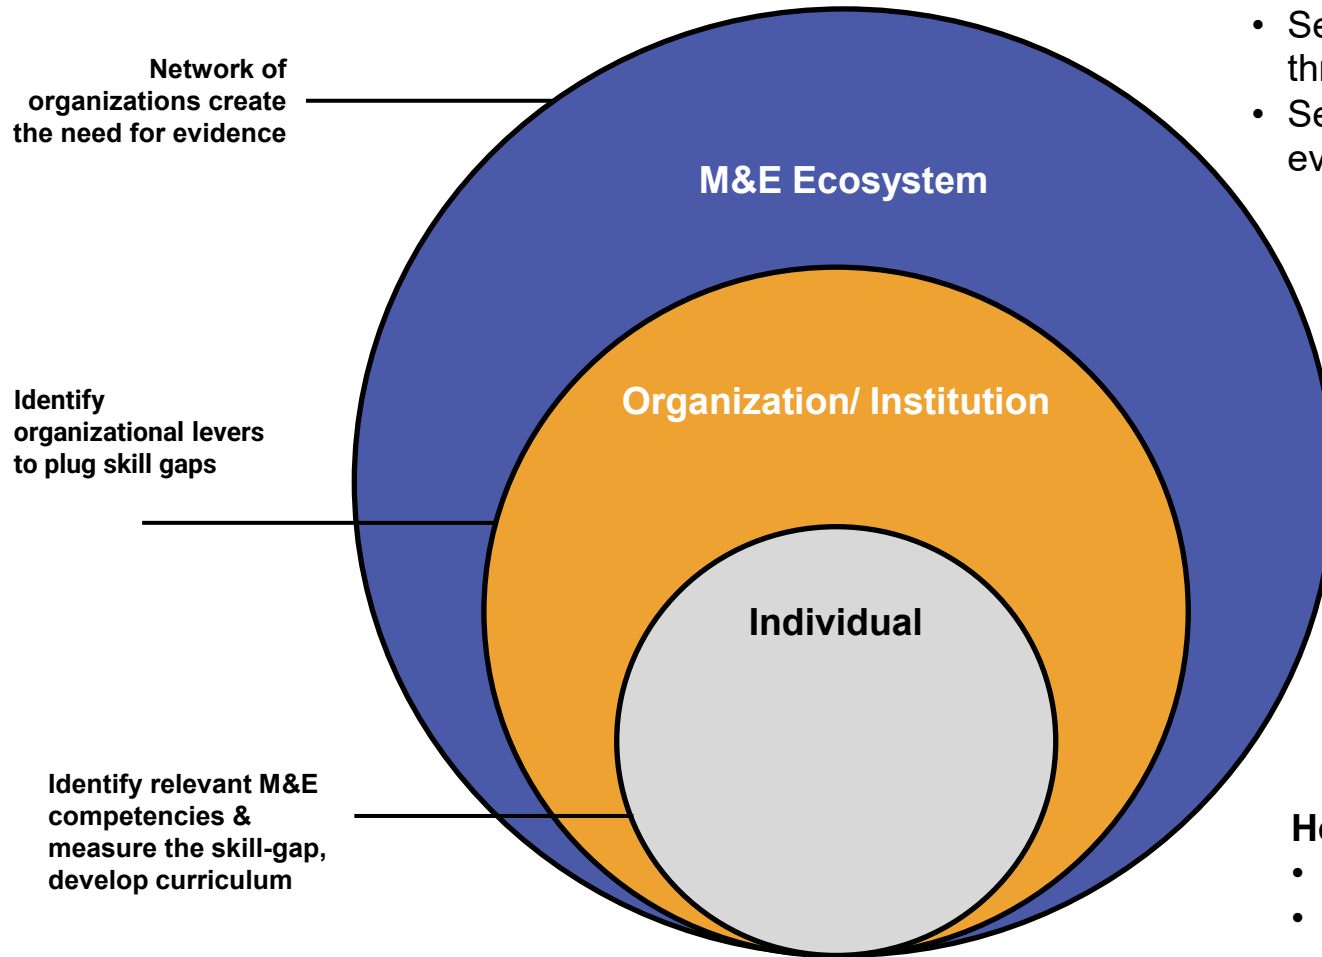 Network of
organizations create
the need for evidence
M&E Ecosystem
Identify
organizational levers
to plug skill gaps
Organization/ Institution
Individual
Identify relevant M&E
competencies &
measure the skill-gap,
develop curriculum